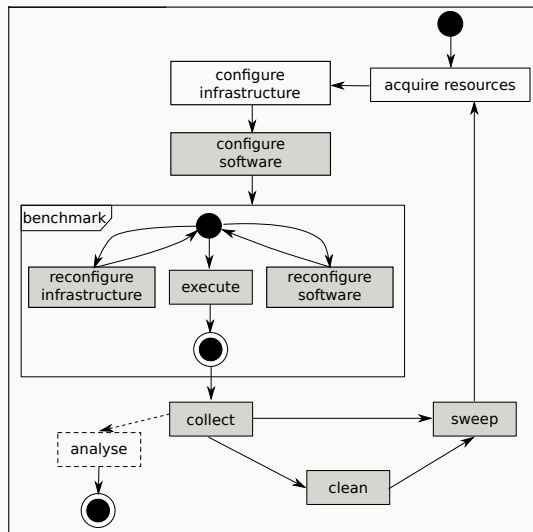 configure
infrastructure
acquire resources
configure
software
benchmark
reconfigure
infrastructure
execute
reconfigure
software
collect
sweep
analyse
clean